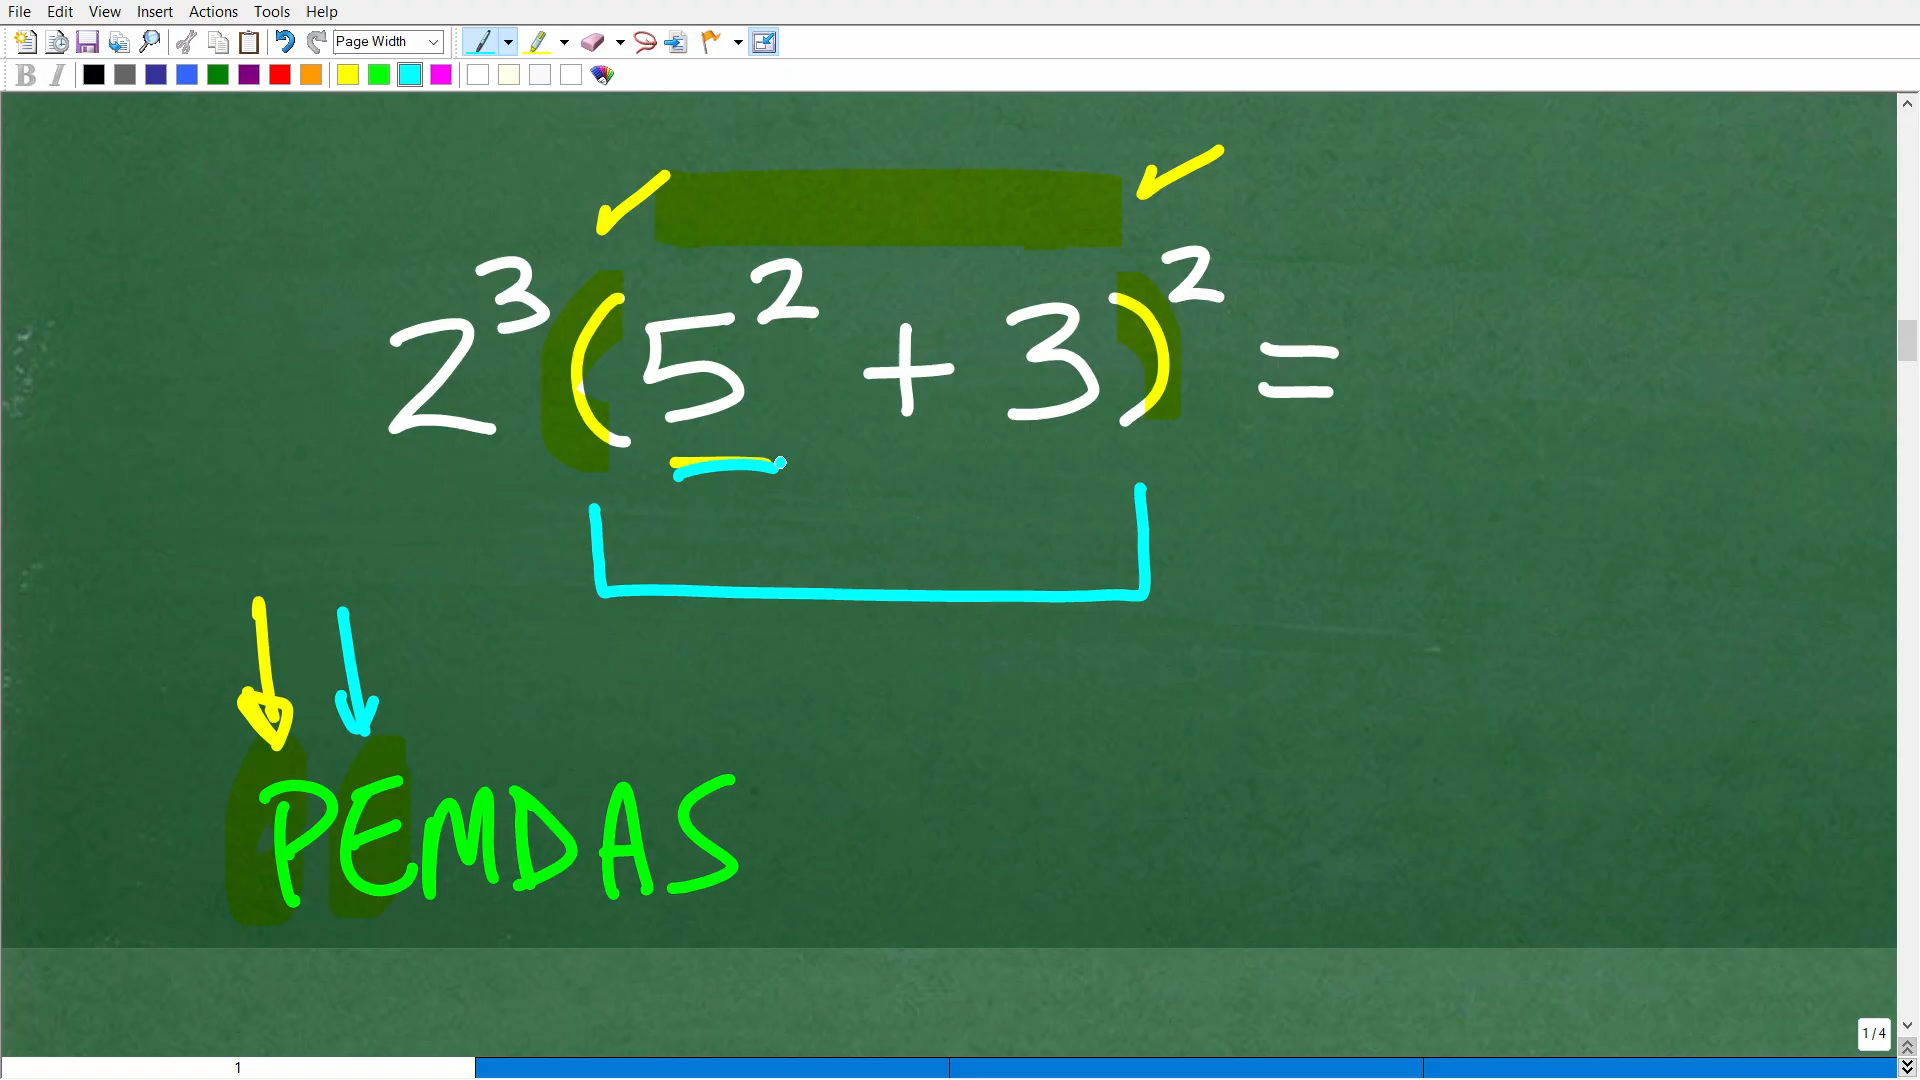 File Edit View Insert Actions Tools Help
Page Width
B I
2³(5² + 3)² =
PEMDAS
1 / 4
1